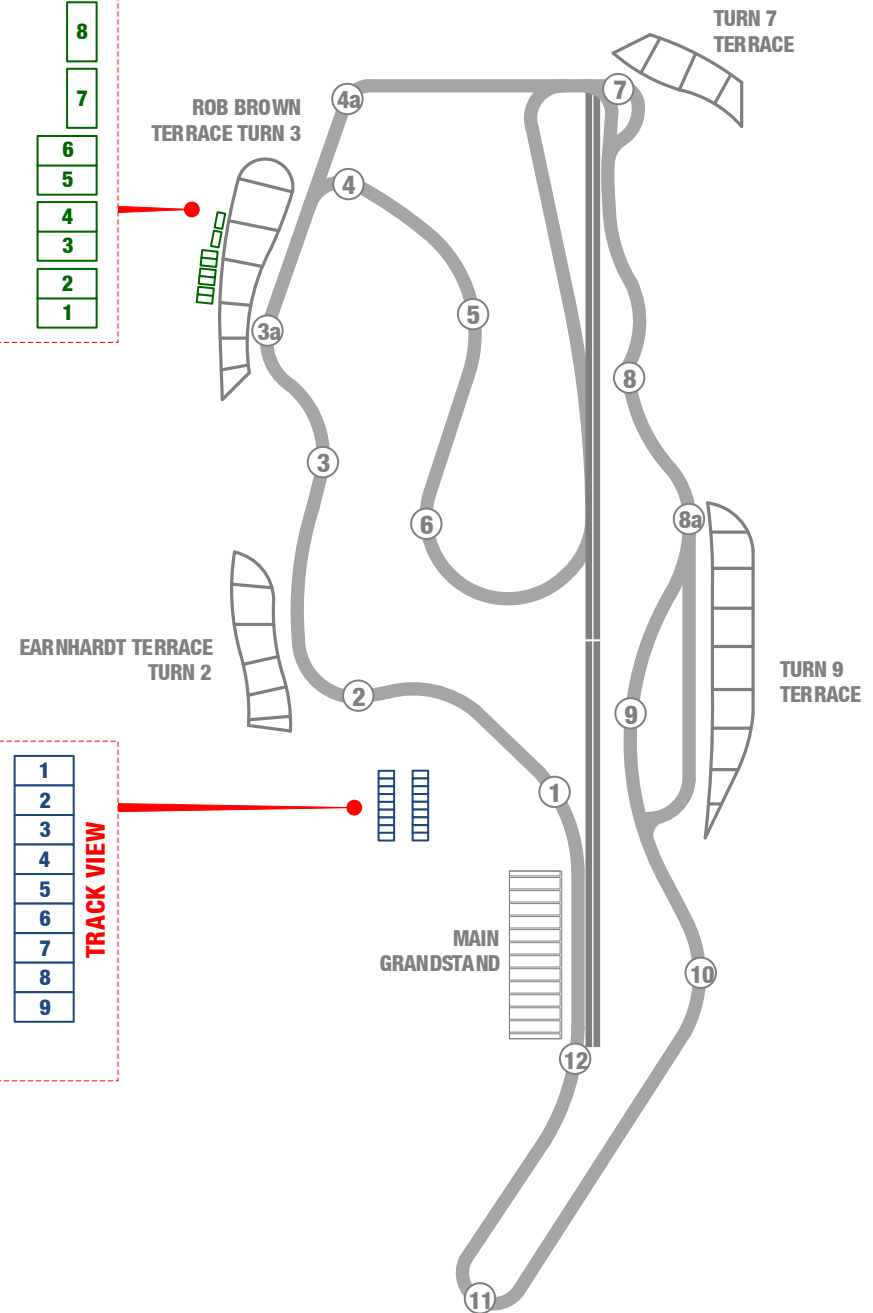 8
7
6
5
4
3
2
1
ROB BROWN
TERRACE TURN 3
TURN 7
TERRACE
4a
7
4
5
3a
8
3
8a
6
EARNHARDT TERRACE
TURN 2
2
9
TURN 9
TERRACE
1
1
2
3
4
5
6
7
8
9
TRACK VIEW
MAIN
GRANDSTAND
10
12
11